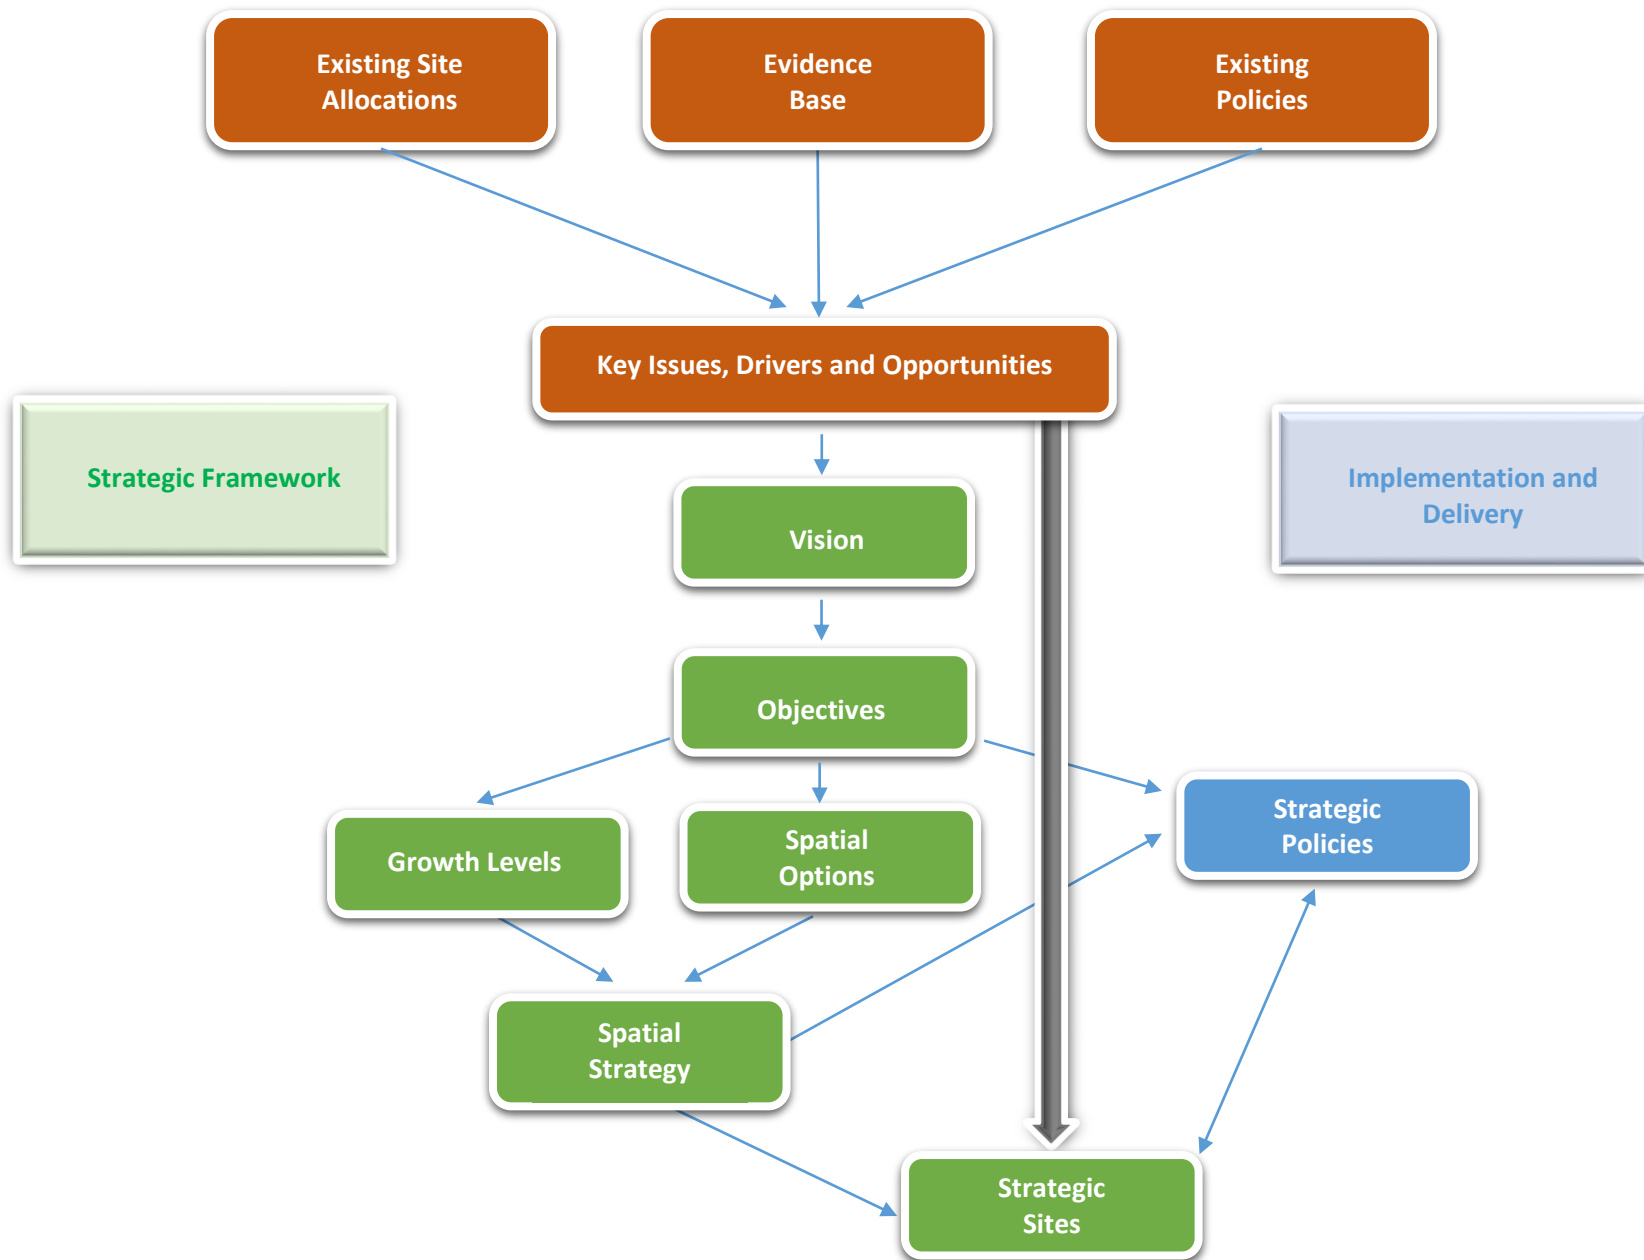 Existing Site
Allocations
Evidence
Base
Existing
Policies
Key Issues, Drivers and Opportunities
Strategic Framework
Implementation and
Delivery
Vision
Objectives
Growth Levels
Spatial
Options
Strategic
Policies
Spatial
Strategy
Strategic
Sites